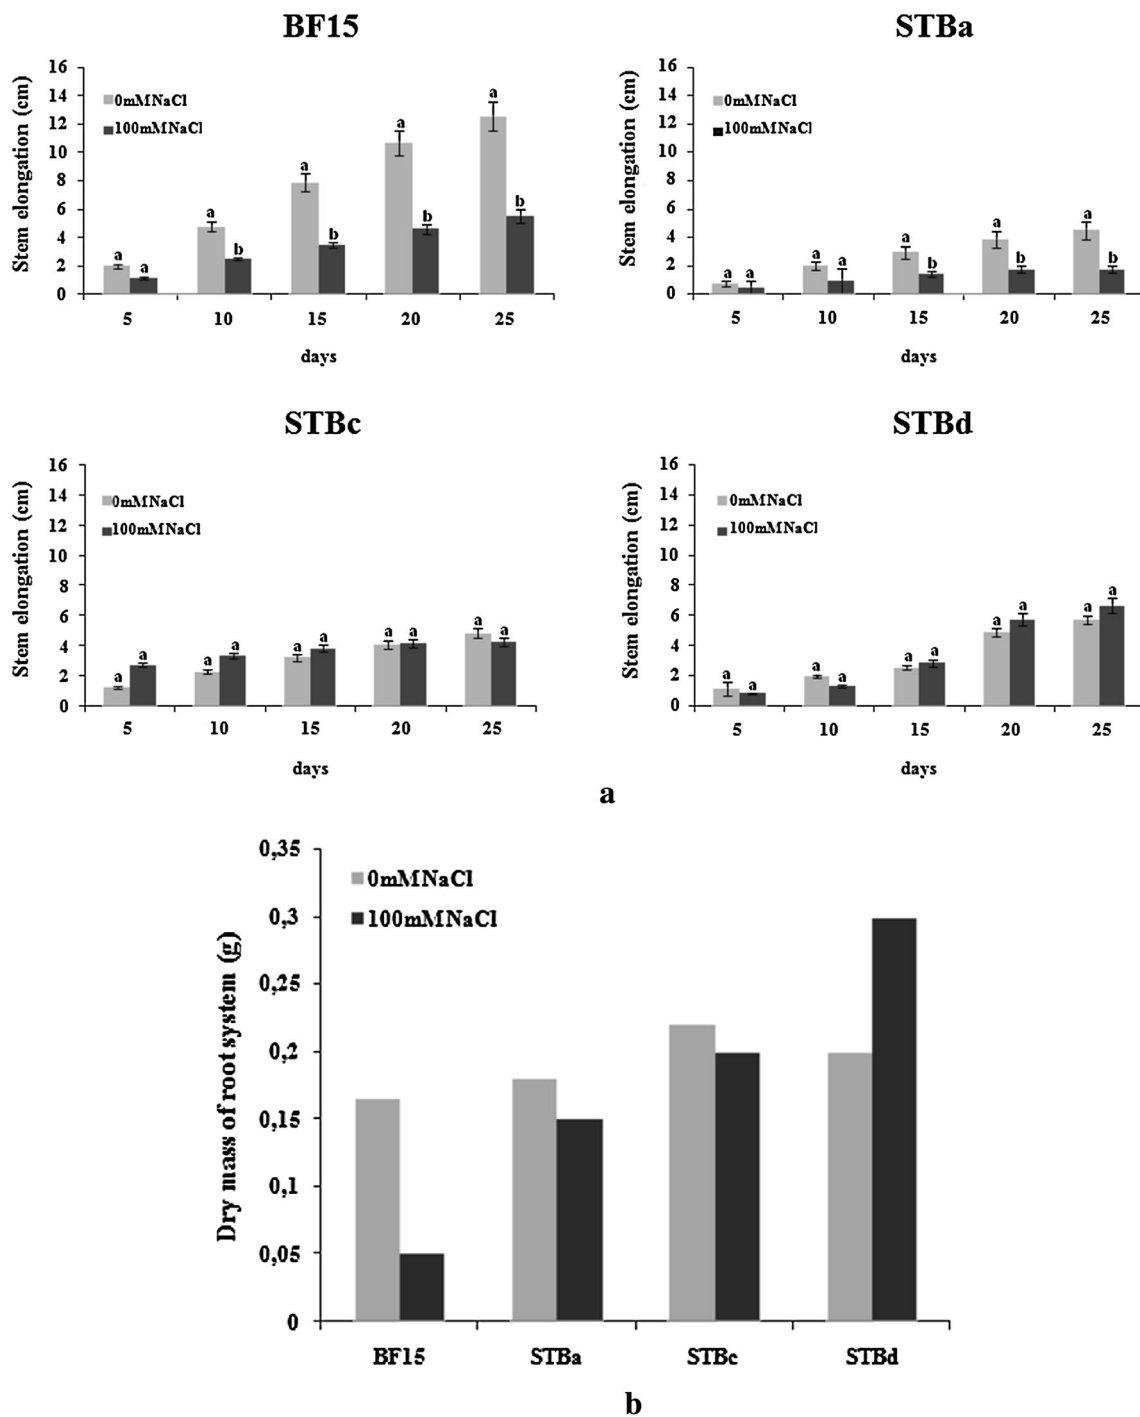 BF15
Stem elongation (cm)
16
14
12
10
8
6
4
2
0
0mMNaCl
100mMNaCl
a a
a b
a b
a b
a b
5 10 15 20 25
days
STBa
Stem elongation (cm)
16
14
12
10
8
6
4
2
0
0mMNaCl
100mMNaCl
a a
a a
a b
a b
a b
5 10 15 20 25
days
STBc
Stem elongation (cm)
16
14
12
10
8
6
4
2
0
0mMNaCl
100mMNaCl
a a
a a
a a
a a
a a
5 10 15 20 25
days
STBd
Stem elongation (cm)
16
14
12
10
8
6
4
2
0
0mMNaCl
100mMNaCl
a a
a a
a a
a a
a a
5 10 15 20 25
days
a
Dry mass of root system (g)
0,35
0,3
0,25
0,2
0,15
0,1
0,05
0
0mMNaCl
100mMNaCl
BF15 STBa STBc STBd
b